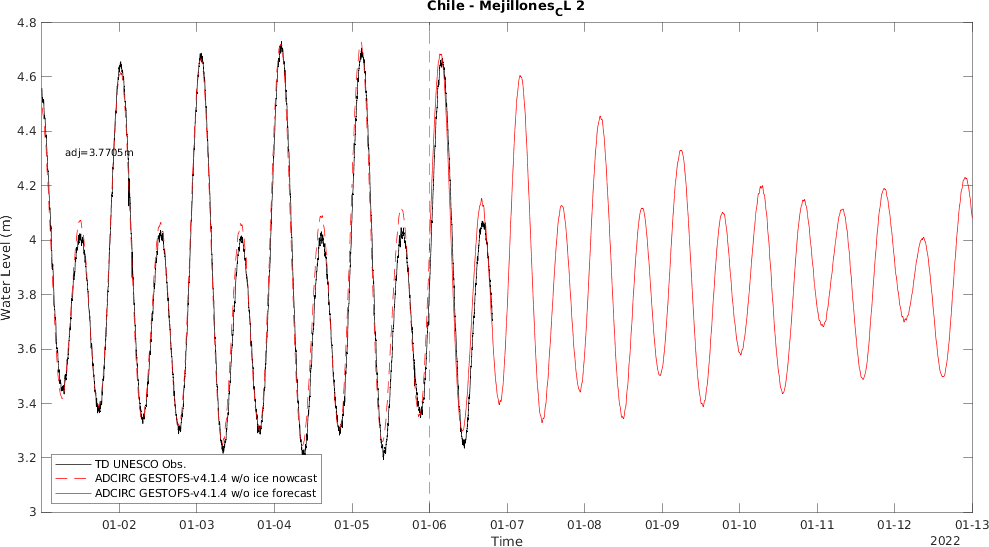 Chile - Mejillones_CL 2
4.8
4.6
4.4
4.2
4
3.8
3.6
3.4
3.2
3
Water Level (m)
adj=3.7705m
TD UNESCO Obs.
ADCIRC GESTOFS-v4.1.4 w/o ice nowcast
ADCIRC GESTOFS-v4.1.4 w/o ice forecast
01-02 01-03 01-04 01-05 01-06 01-07 01-08 01-09 01-10 01-11 01-12 01-13
Time
2022